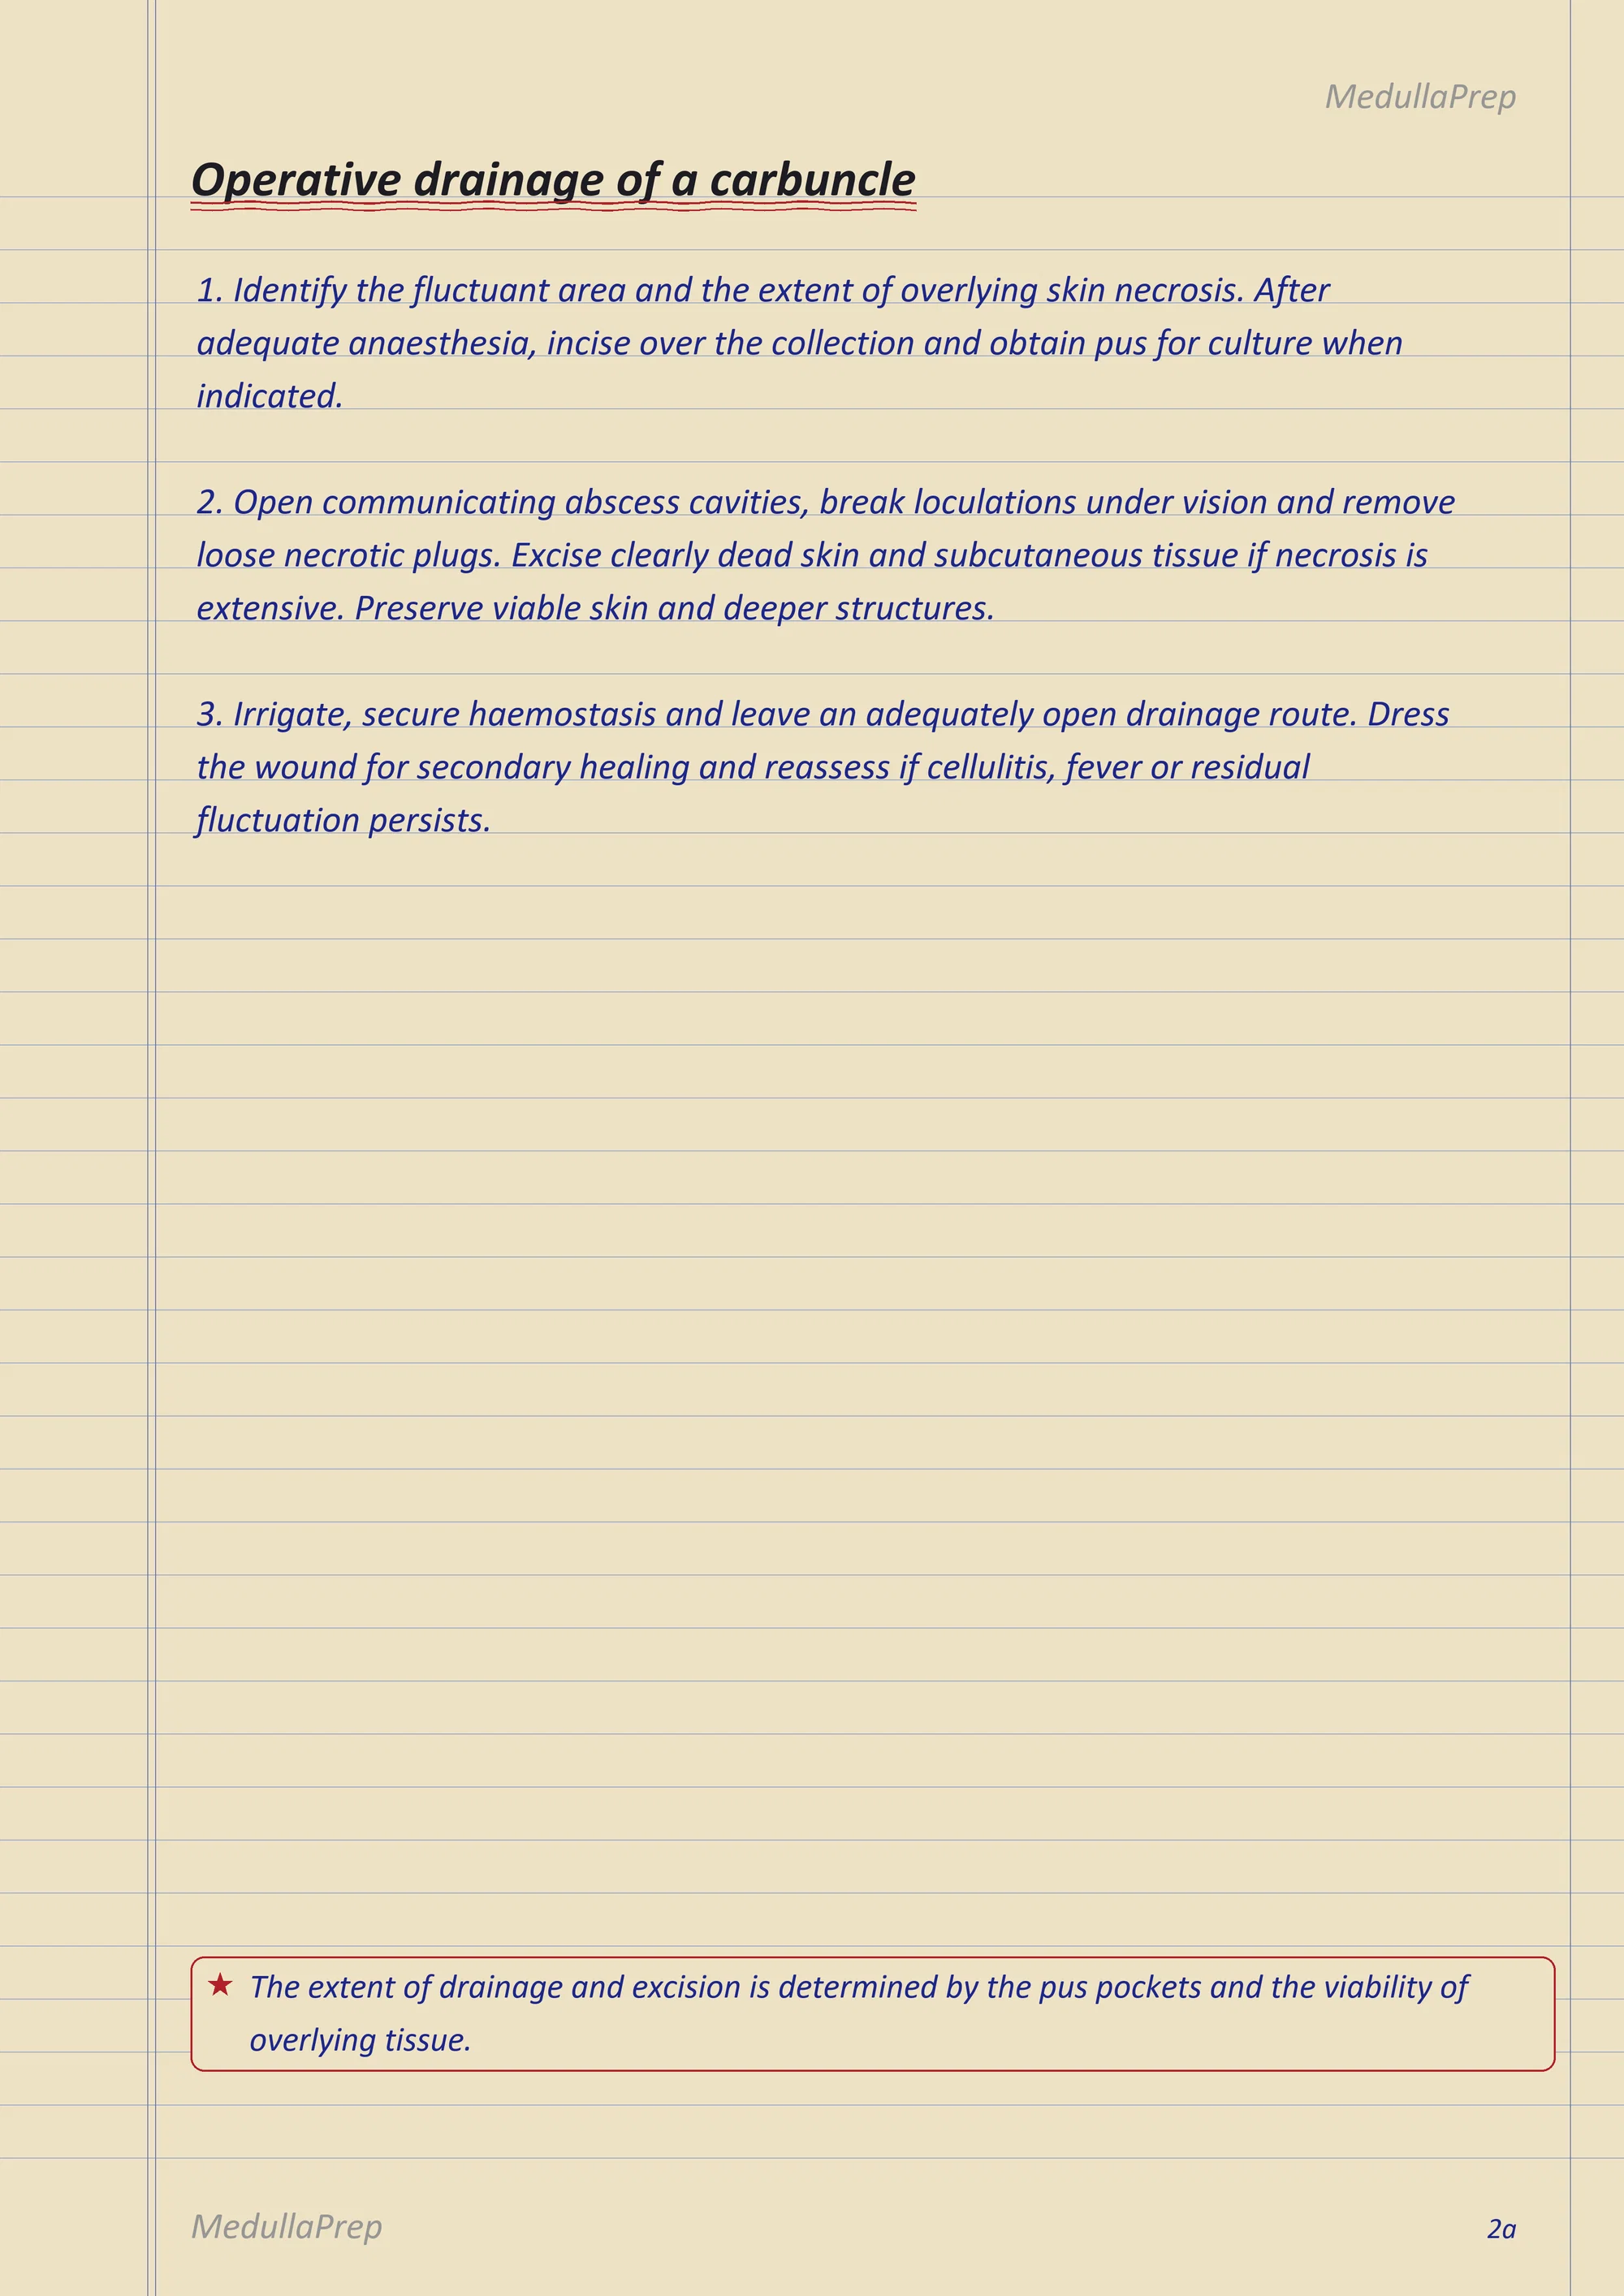 MedullaPrep
Operative drainage of a carbuncle
1. Identify the fluctuant area and the extent of overlying skin necrosis. After
adequate anaesthesia, incise over the collection and obtain pus for culture when
indicated.
2. Open communicating abscess cavities, break loculations under vision and remove
loose necrotic plugs. Excise clearly dead skin and subcutaneous tissue if necrosis is
extensive. Preserve viable skin and deeper structures.
3. Irrigate, secure haemostasis and leave an adequately open drainage route. Dress
the wound for secondary healing and reassess if cellulitis, fever or residual
fluctuation persists.
★ The extent of drainage and excision is determined by the pus pockets and the viability of
overlying tissue.
MedullaPrep
2a